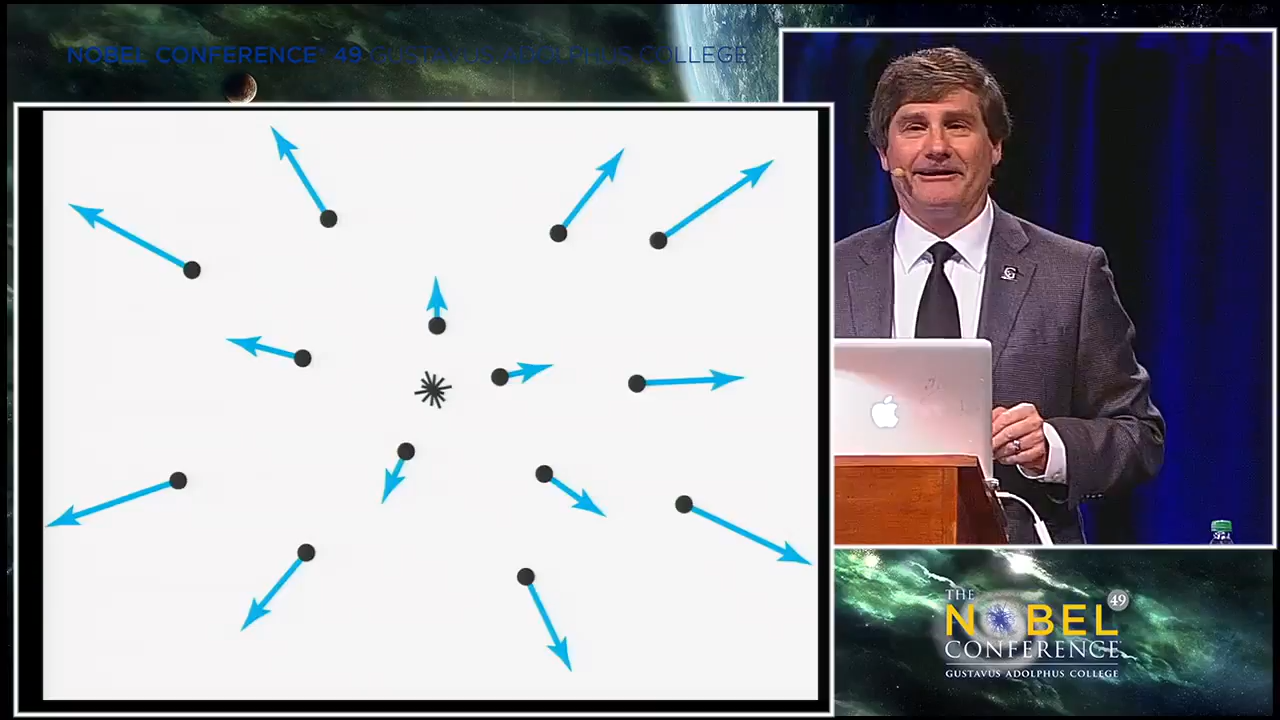 NOBEL CONFERENCE® 49 GUSTAVUS ADOLPHUS COLLEGE
THE
49
NOBEL
CONFERENCE
GUSTAVUS ADOLPHUS COLLEGE